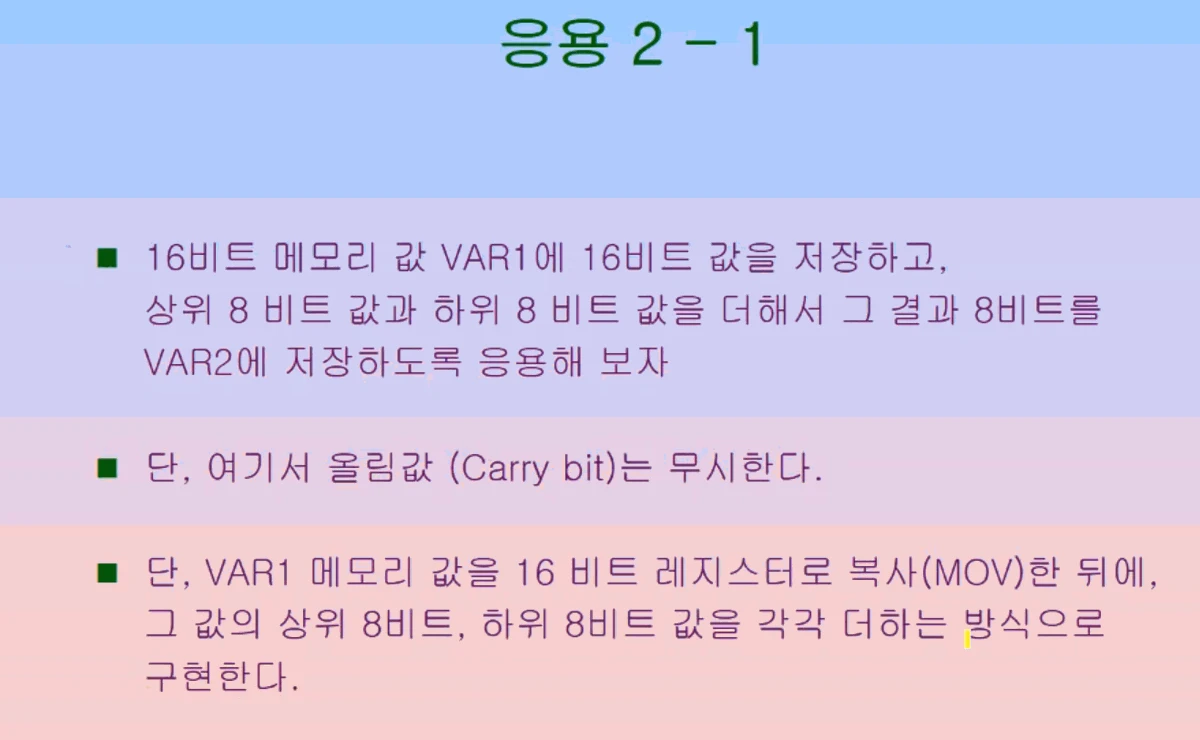 응용 2 - 1
16비트 메모리 값 VAR1에 16비트 값을 저장하고,
상위 8 비트 값과 하위 8 비트 값을 더해서 그 결과 8비트를
VAR2에 저장하도록 응용해 보자
단, 여기서 올림값 (Carry bit)는 무시한다.
단, VAR1 메모리 값을 16 비트 레지스터로 복사(MOV)한 뒤에,
그 값의 상위 8비트, 하위 8비트 값을 각각 더하는 방식으로
구현한다.